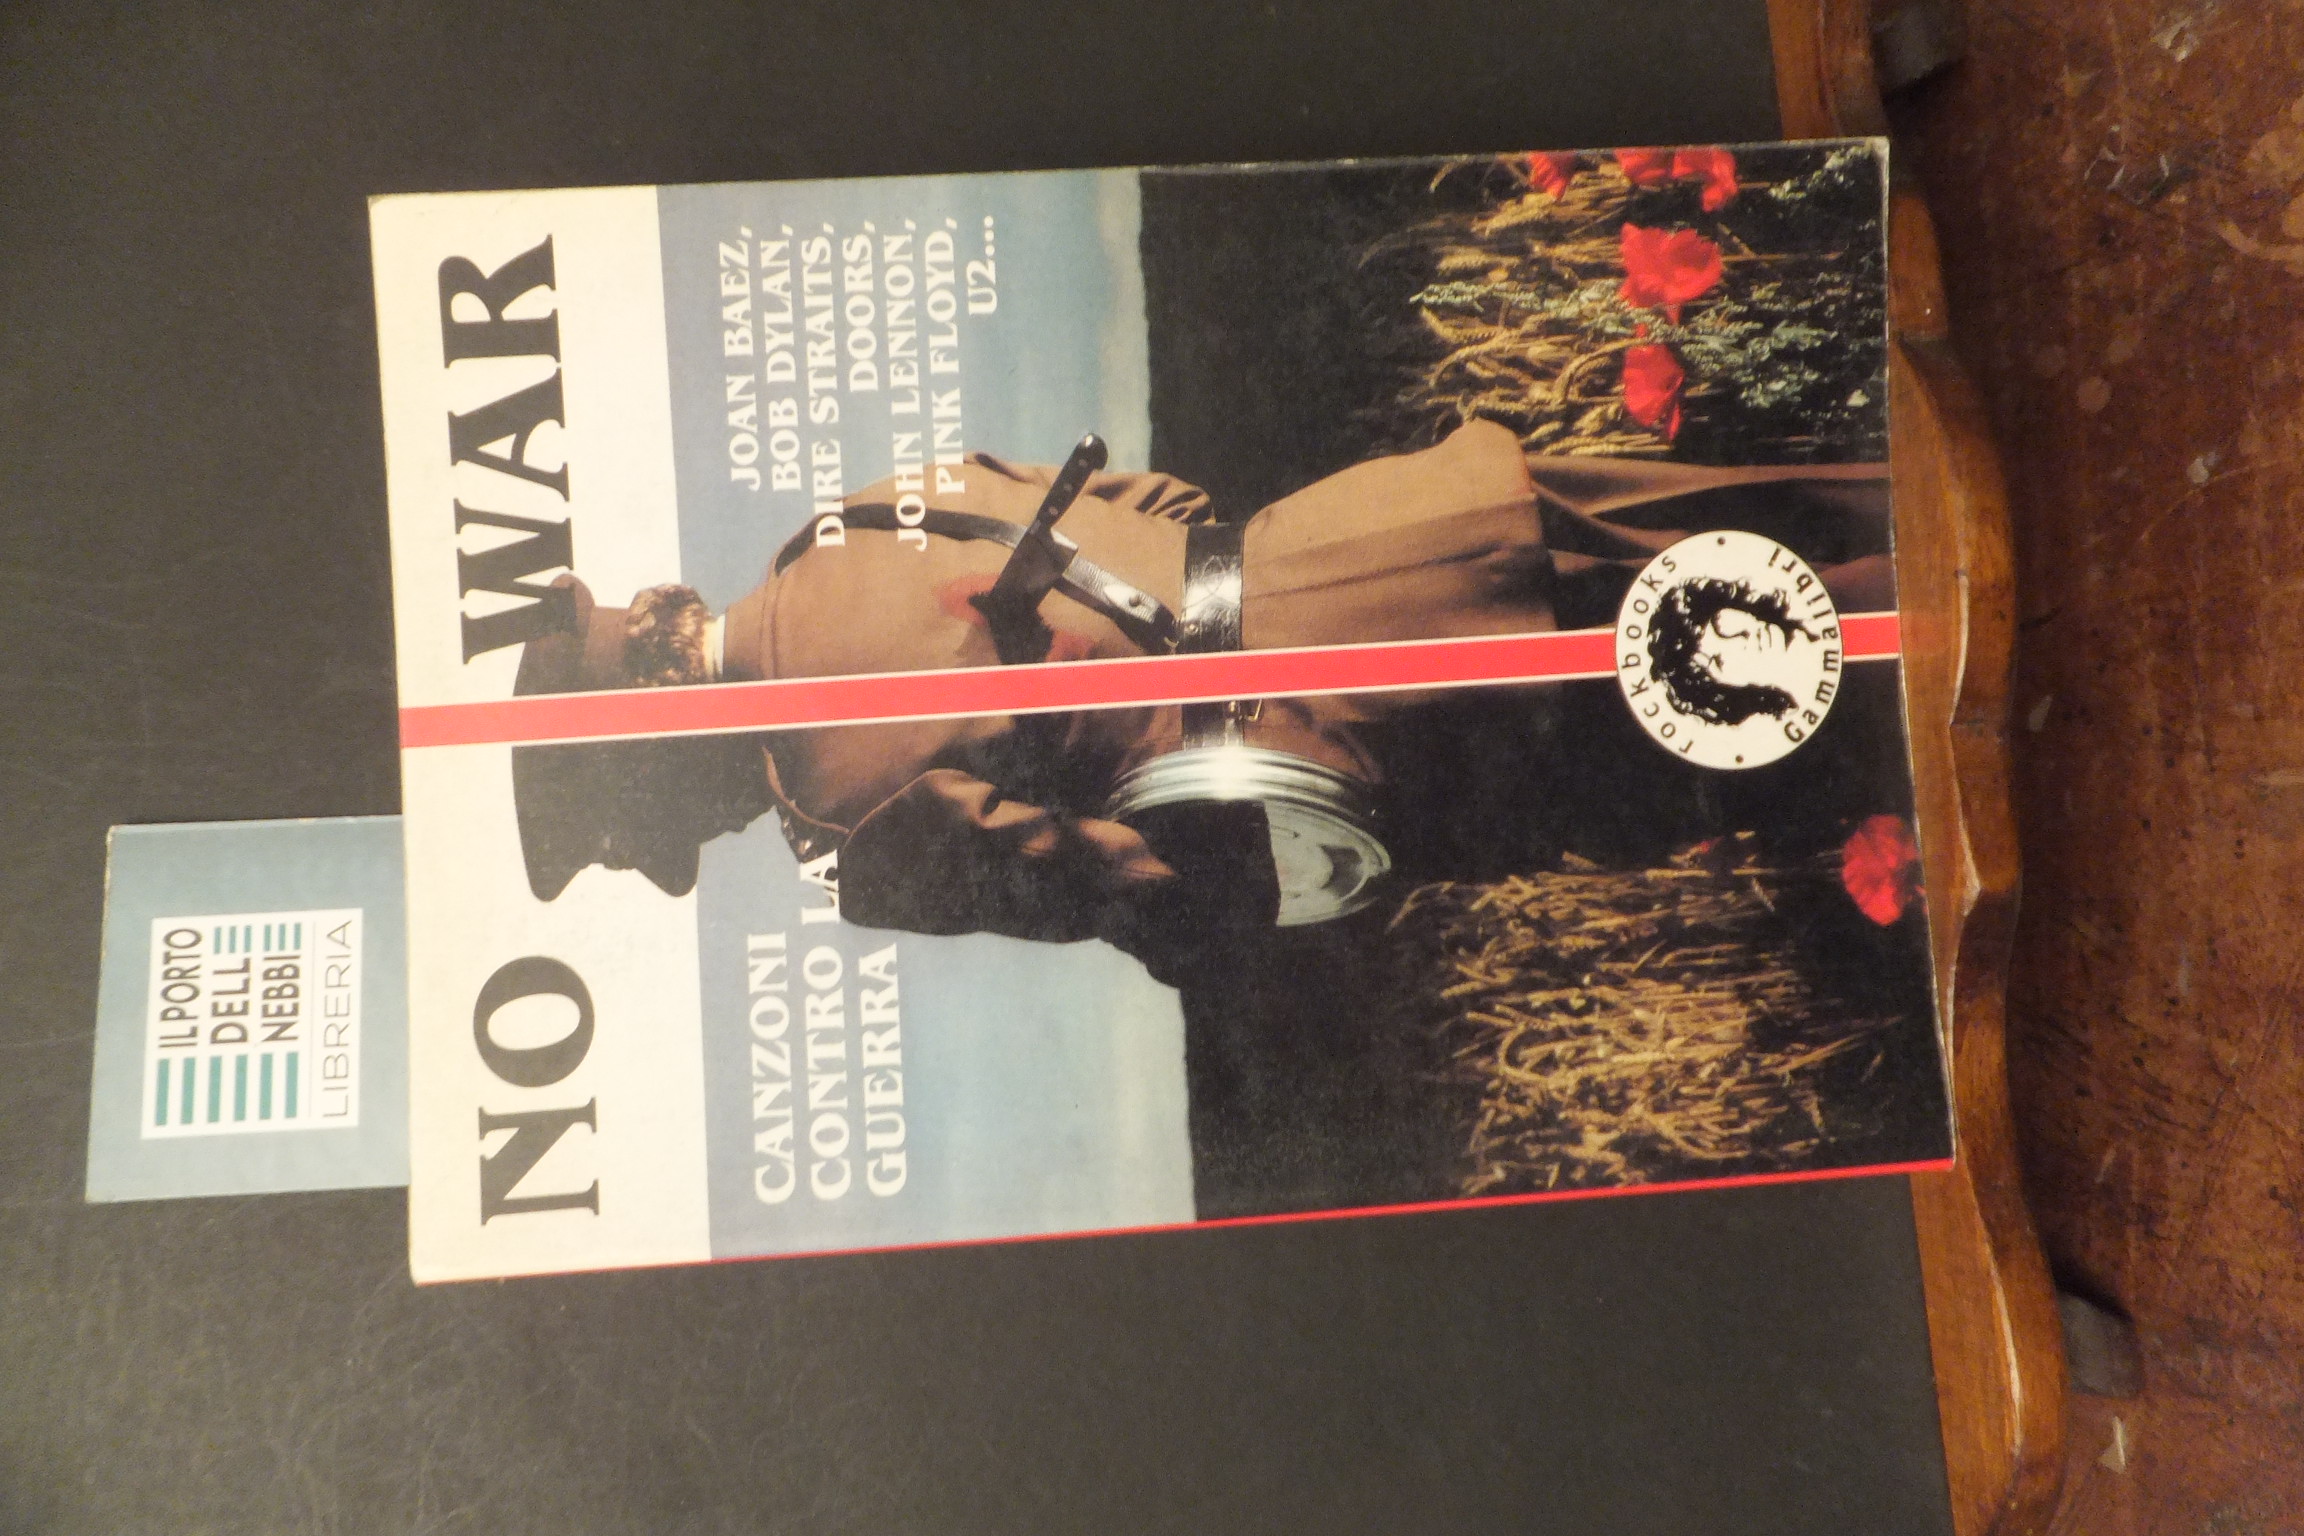 IL PORTO
DELLE
NEBBIE
LIBRERIA
NO WAR
CANZONI
CONTRO LA
GUERRA
JOAN BAEZ,
BOB DYLAN,
DIRE STRAITS,
DOORS,
JOHN LENNON,
PINK FLOYD,
U2...
rockbooks
Gammalibri